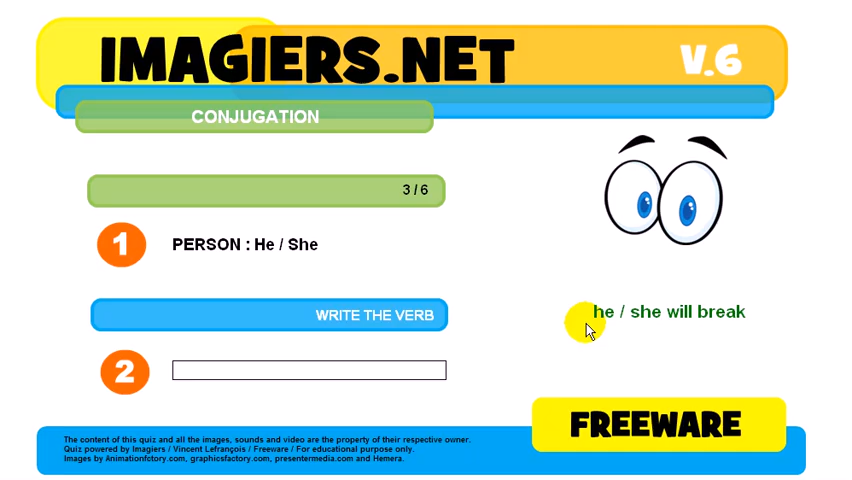 IMAGIERS.NET
V.6
CONJUGATION
3 / 6
1
PERSON : He / She
WRITE THE VERB
he / she will break
2
FREEWARE
The content of this quiz and all the images, sounds and video are the property of their respective owner.
Quiz powered by Imagiers / Vincent Lefrançois / Freeware / For educational purpose only.
Images by Animationfctory.com, graphicsfactory.com, presentermedia.com and Hemera.